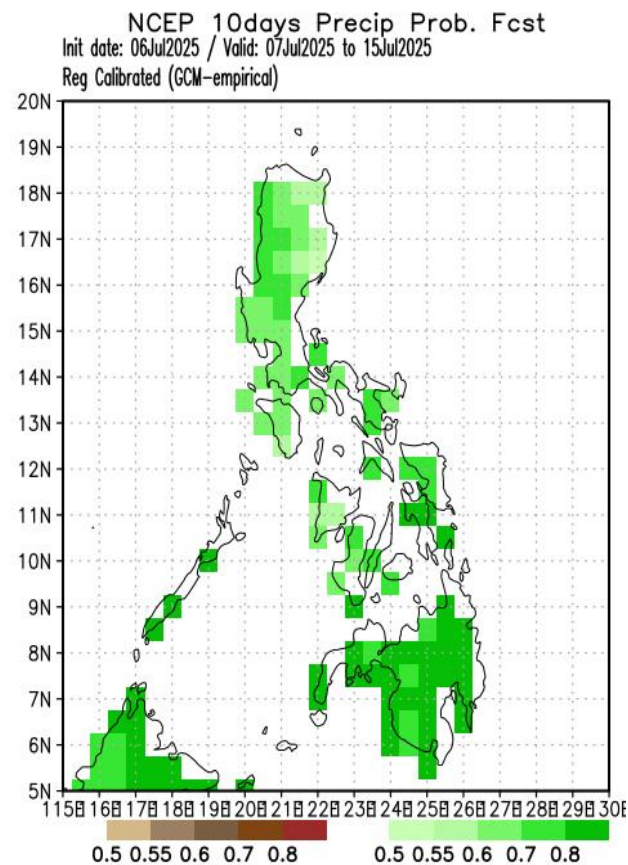 NCEP 10days Precip Prob. Fcst
Init date: 06Jul2025 / Valid: 07Jul2025 to 15Jul2025
Reg Calibrated (GCM-empirical)
20N
19N
18N
17N
16N
15N
14N
13N
12N
11N
10N
9N
8N
7N
6N
5N
115E 116E 117E 118E 119E 120E 121E 122E 123E 124E 125E 126E 127E 128E 129E 130E
0.5 0.55 0.6 0.7 0.8 0.5 0.55 0.6 0.7 0.8